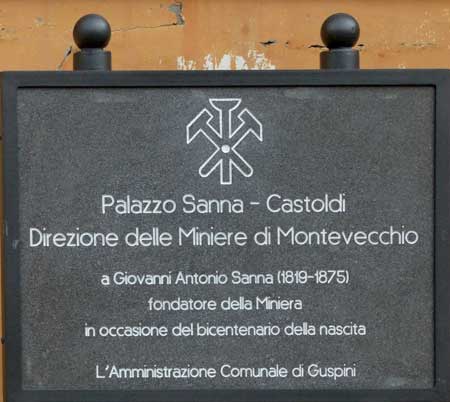 Palazzo Sanna - Castoldi
Direzione delle Miniere di Montevecchio
a Giovanni Antonio Sanna (1819-1875)
fondatore della Miniera
in occasione del bicentenario della nascita
L'Amministrazione Comunale di Guspini